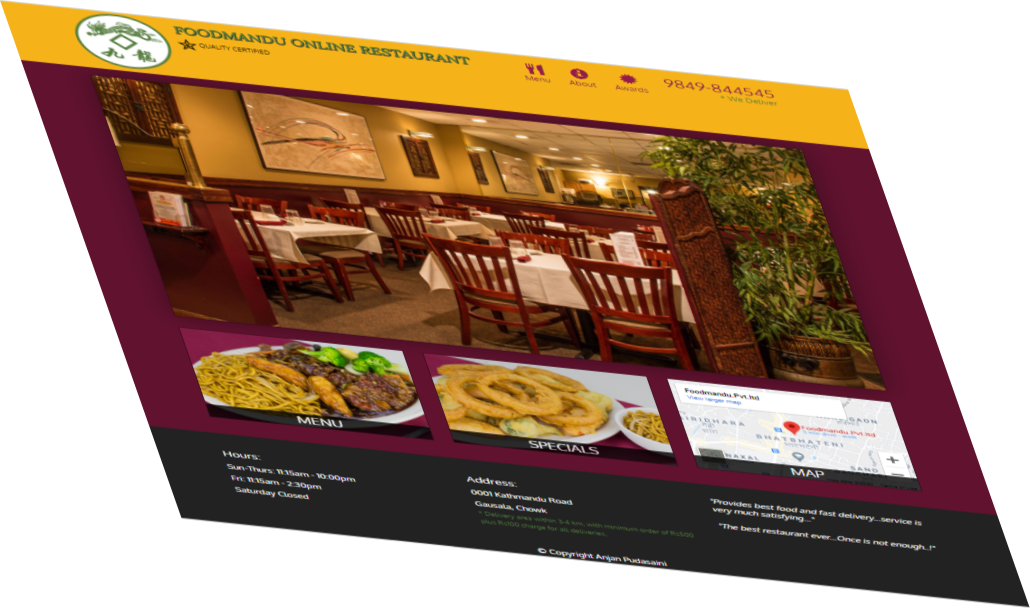 九 龍
FOODMANDU ONLINE RESTAURANT
QUALITY CERTIFIED
Menu
About
Awards
9849-844545
* We Deliver
MENU
SPECIALS
Foodmandu.Pvt.ltd
View larger map
Foodmandu.Pvt.ltd
BHATBHATENI
NAXAL
SAND
MAP
Hours:
Sun-Thurs: 11:15am - 10:00pm
Fri: 11:15am - 2:30pm
Saturday Closed
Address:
0001 Kathmandu Road
Gausala, Chowk
* Delivery area within 3-4 km, with minimum order of Rs500
plus Rs100 charge for all deliveries.
"Provides best food and fast delivery...service is
very much satisfying..."
"The best restaurant ever...Once is not enough..!"
© Copyright Anjan Pudasaini